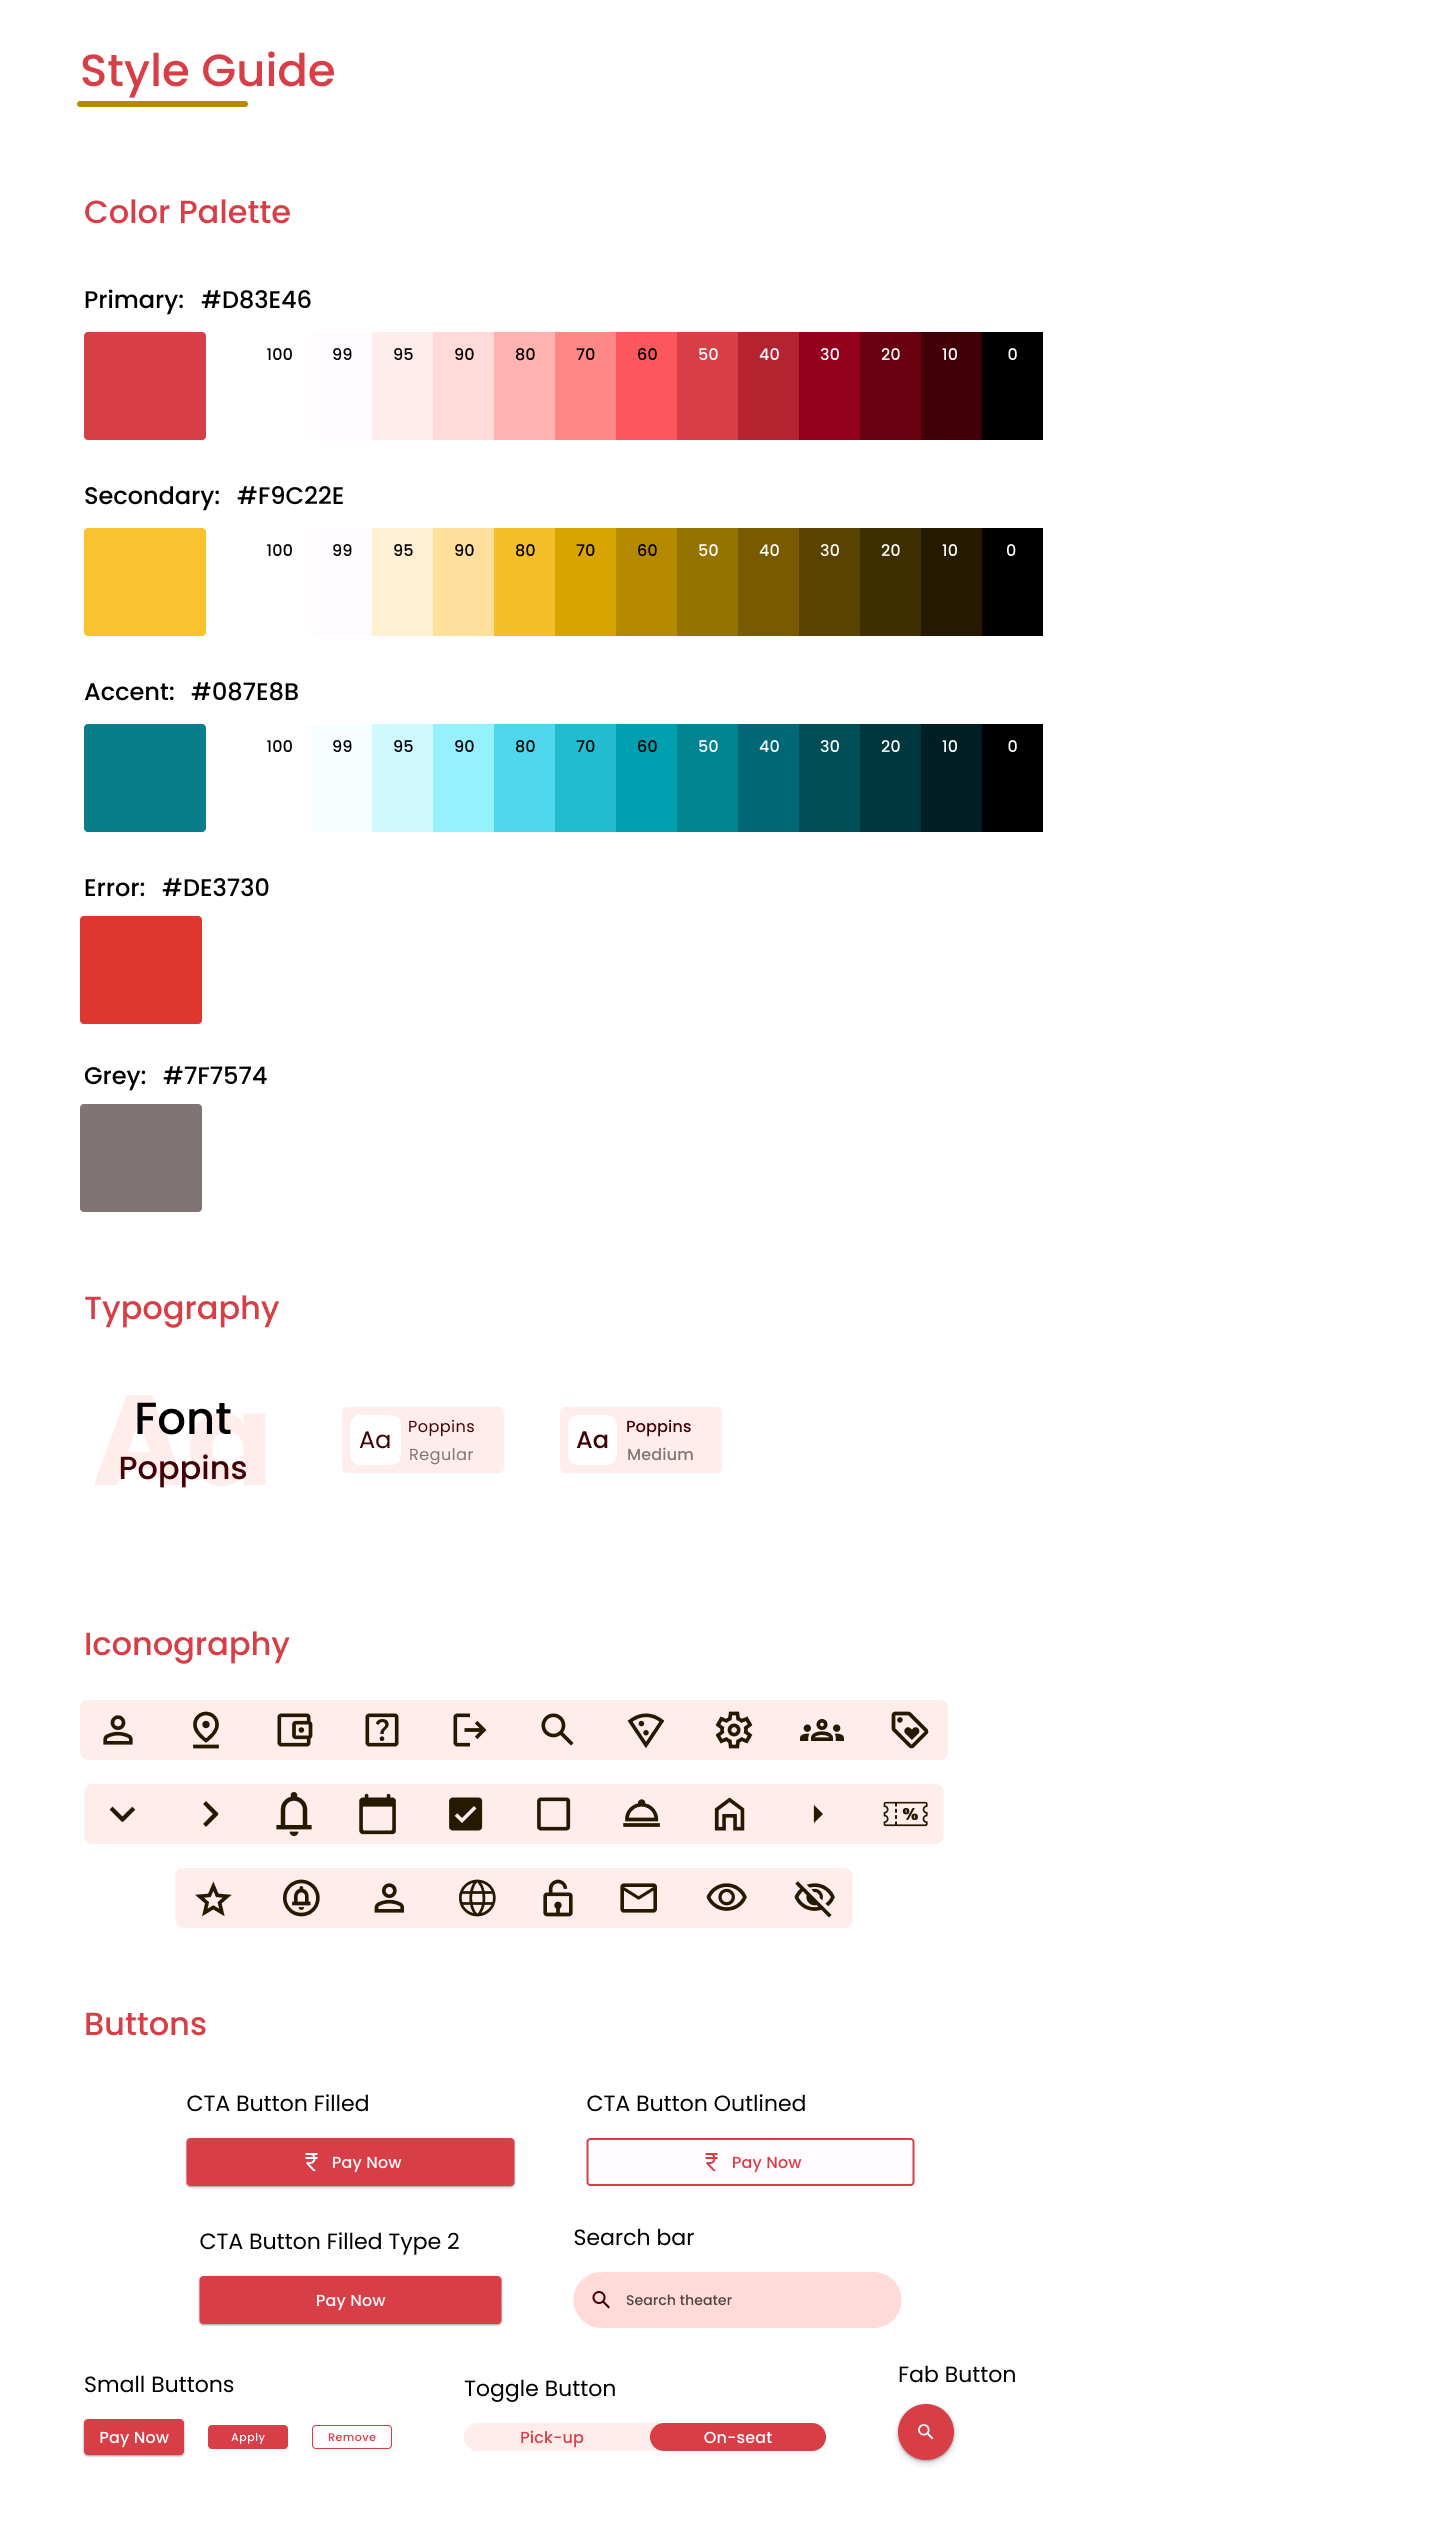 Style Guide
Color Palette
Primary: #D83E46
100 99 95 90 80 70 60 50 40 30 20 10 0
Secondary: #F9C22E
100 99 95 90 80 70 60 50 40 30 20 10 0
Accent: #087E8B
100 99 95 90 80 70 60 50 40 30 20 10 0
Error: #DE3730
Grey: #7F7574
Typography
Aa
Font
Poppins
Aa Poppins
Regular
Aa Poppins
Medium
Iconography
?
%
Buttons
CTA Button Filled
₹ Pay Now
CTA Button Outlined
₹ Pay Now
CTA Button Filled Type 2
Pay Now
Search bar
Search theater
Small Buttons
Pay Now Apply Remove
Toggle Button
Pick-up On-seat
Fab Button